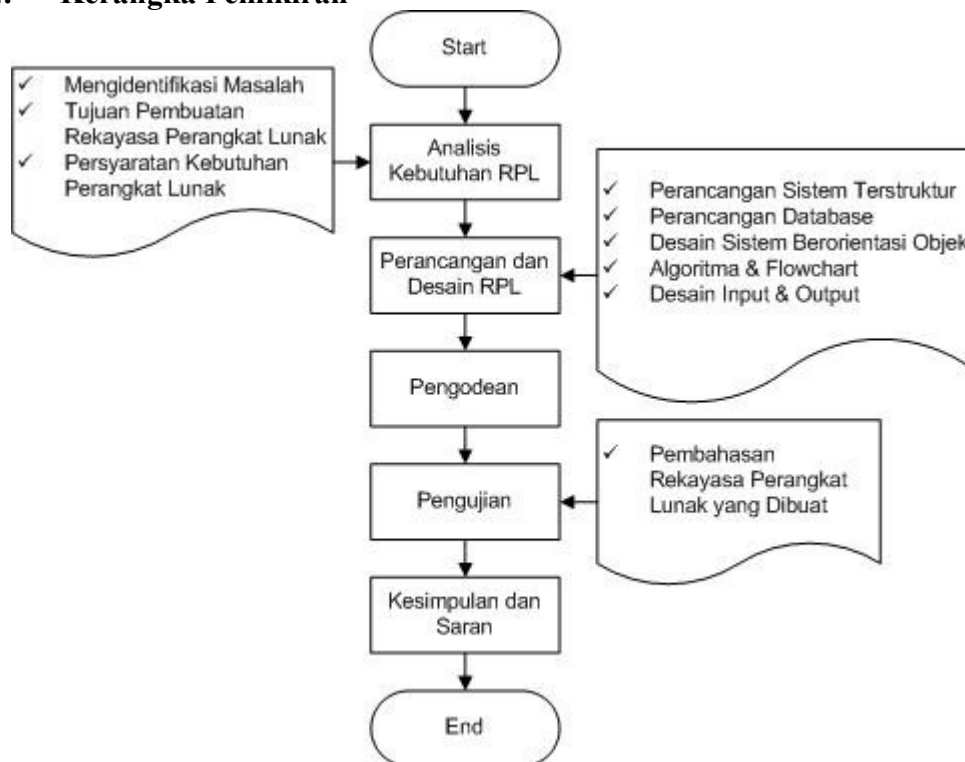 Kerangka Pemikiran
Start
✓ Mengidentifikasi Masalah
✓ Tujuan Pembuatan
Rekayasa Perangkat Lunak
✓ Persyaratan Kebutuhan
Perangkat Lunak
Analisis
Kebutuhan RPL
✓ Perancangan Sistem Terstruktur
✓ Perancangan Database
✓ Desain Sistem Berorientasi Objek
✓ Algoritma & Flowchart
✓ Desain Input & Output
Perancangan dan
Desain RPL
Pengodean
✓ Pembahasan
Rekayasa Perangkat
Lunak yang Dibuat
Pengujian
Kesimpulan dan
Saran
End